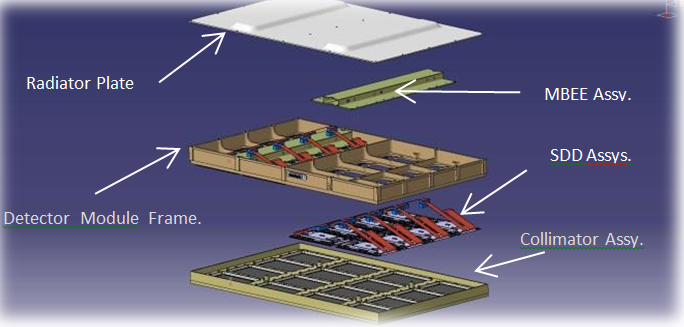 Radiator Plate
MBEE Assy.
SDD Assys.
Detector Module Frame.
Collimator Assy.